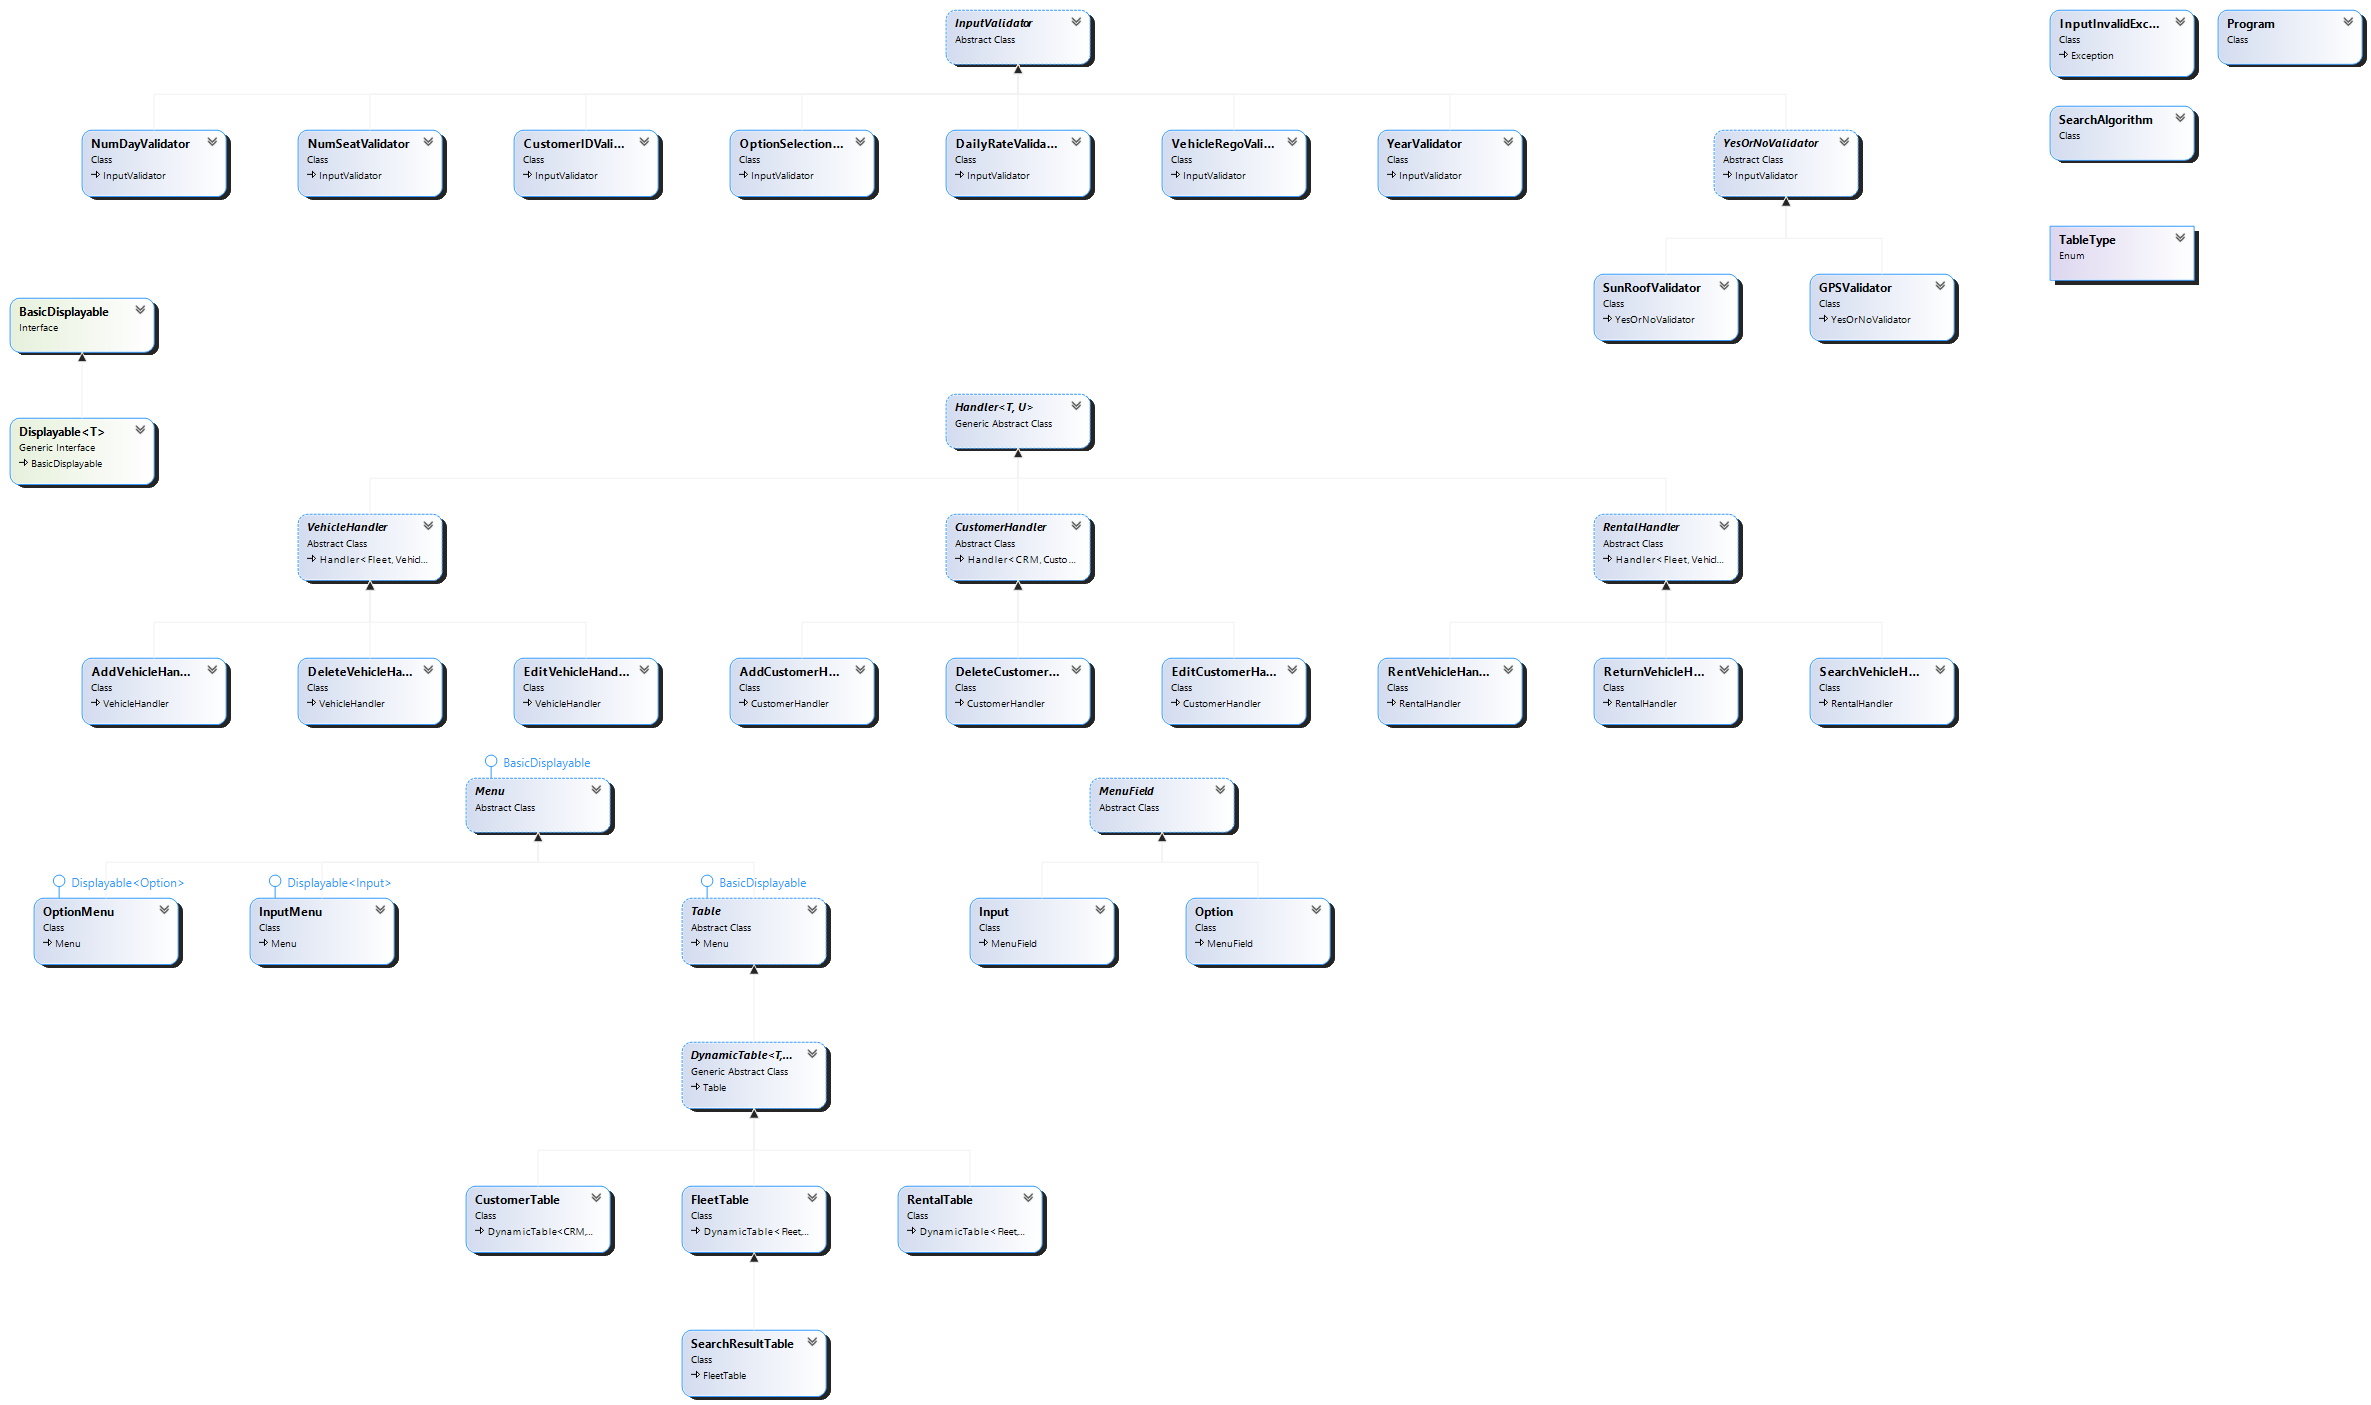 InputValidator
Abstract Class
InputInvalidExc...
Class
Exception
Program
Class
SearchAlgorithm
Class
NumDayValidator
Class
InputValidator
NumSeatValidator
Class
InputValidator
CustomerIDVali...
Class
InputValidator
OptionSelection...
Class
InputValidator
DailyRateValida...
Class
InputValidator
VehicleRegoVali...
Class
InputValidator
YearValidator
Class
InputValidator
YesOrNoValidator
Abstract Class
InputValidator
TableType
Enum
SunRoofValidator
Class
YesOrNoValidator
GPSValidator
Class
YesOrNoValidator
BasicDisplayable
Interface
Displayable<T>
Generic Interface
BasicDisplayable
Handler<T, U>
Generic Abstract Class
VehicleHandler
Abstract Class
Handler<Fleet, Vehicl...
CustomerHandler
Abstract Class
Handler<CRM, Custo...
RentalHandler
Abstract Class
Handler<Fleet, Vehicl...
AddVehicleHan...
Class
VehicleHandler
DeleteVehicleHa...
Class
VehicleHandler
EditVehicleHand...
Class
VehicleHandler
AddCustomerH...
Class
CustomerHandler
DeleteCustomer...
Class
CustomerHandler
EditCustomerHa...
Class
CustomerHandler
RentVehicleHan...
Class
RentalHandler
ReturnVehicleH...
Class
RentalHandler
SearchVehicleH...
Class
RentalHandler
BasicDisplayable
Menu
Abstract Class
MenuField
Abstract Class
Displayable<Option>
OptionMenu
Class
Menu
Displayable<Input>
InputMenu
Class
Menu
BasicDisplayable
Table
Abstract Class
Menu
Input
Class
MenuField
Option
Class
MenuField
DynamicTable<T,...
Generic Abstract Class
Table
CustomerTable
Class
DynamicTable<CRM,...
FleetTable
Class
DynamicTable<Fleet,...
RentalTable
Class
DynamicTable<Fleet,...
SearchResultTable
Class
FleetTable